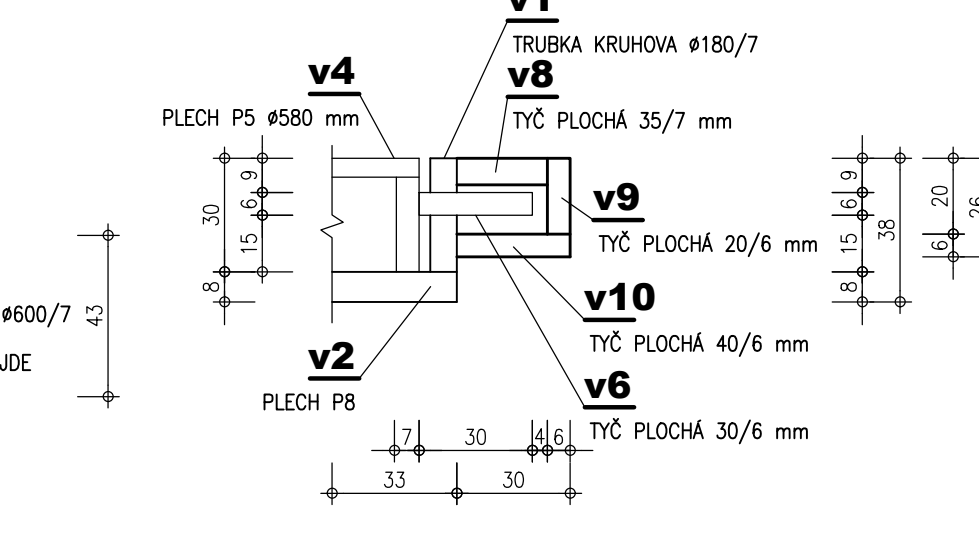 v1
TRUBKA KRUHOVA ø180/7
v4
v8
PLECH P5 ø580 mm
TYČ PLOCHÁ 35/7 mm
9
6
15
30
8
v9
TYČ PLOCHÁ 20/6 mm
9
6
15
8
38
20
6
26
ø600/7
43
JDE
v10
TYČ PLOCHÁ 40/6 mm
v2
PLECH P8
v6
TYČ PLOCHÁ 30/6 mm
7 30 4 6
33 30